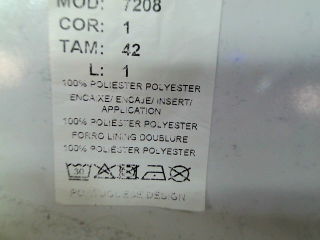 MOD: 7208
COR: 1
TAM: 42
L: 1
100% POLIESTER POLYESTER
ENCAIXE/ ENCAJE/ INSERT/
APPLICATION
100% POLIESTER POLYESTER
FORRO LINING DOUBLURE
100% POLIESTER POLYESTER
30
PORTUGUESE DESIGN